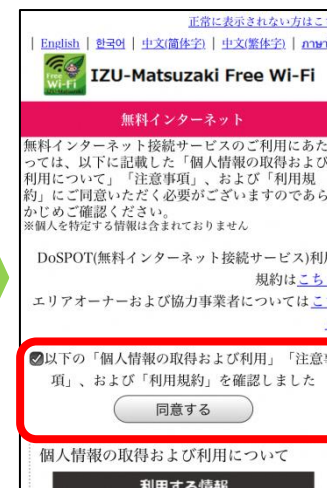 正常に表示されない方はこ
| English | 한국어 | 中文(简体字) | 中文(繁体字) |
Free Wi-Fi
IZU-Matsuzaki Free Wi-Fi
無料インターネット
無料インターネット接続サービスのご利用にあた
っては、以下に記載した「個人情報の取得および
利用について」「注意事項」、および「利用規
約」にご同意いただく必要がございますのであら
かじめご確認ください。
※個人を特定する情報は含まれておりません
DoSPOT(無料インターネット接続サービス)利
規約はこち
エリアオーナーおよび協力事業者についてはこ
以下の「個人情報の取得および利用」「注意
項」、および「利用規約」を確認しました
同意する
個人情報の取得および利用について
利用する情報